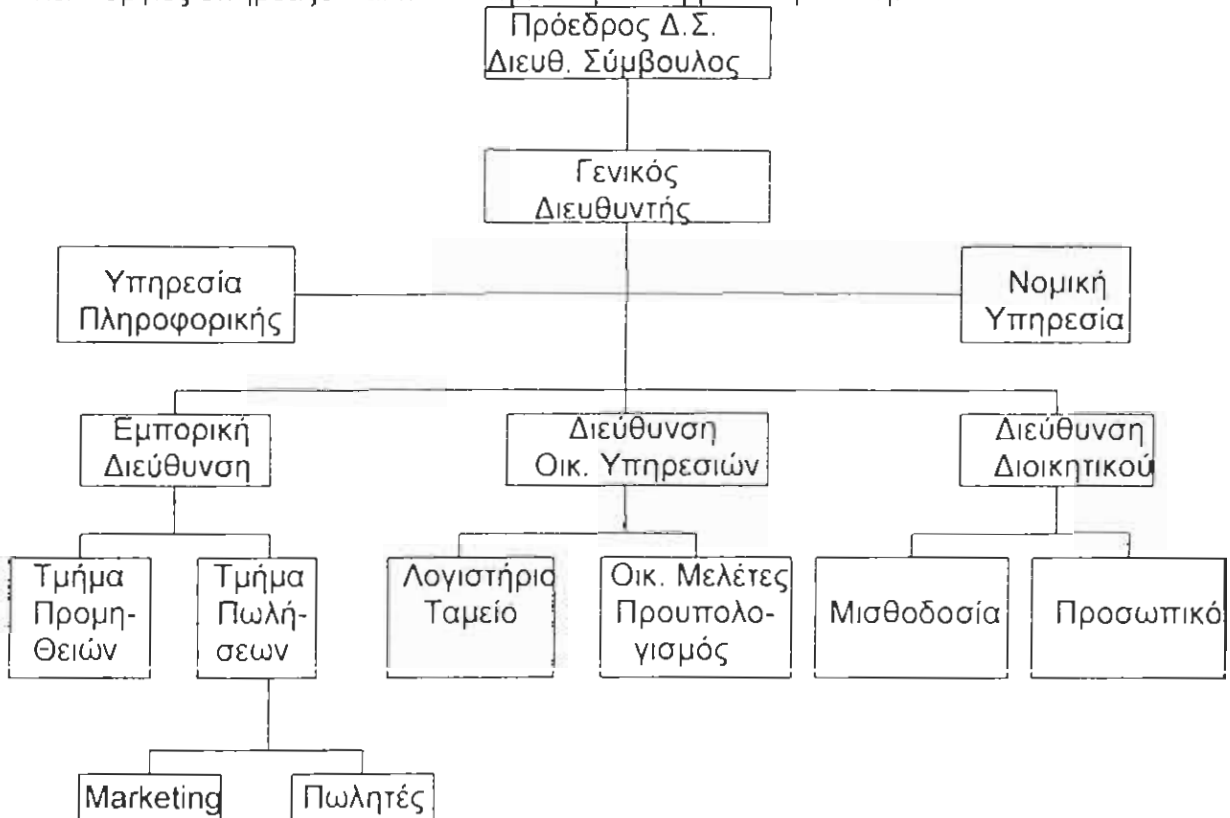 Πρόεδρος Δ.Σ.
Διευθ. Σύμβουλος
Γενικός
Διευθυντής
Υπηρεσία
Πληροφορικής
Νομική
Υπηρεσία
Εμπορική
Διεύθυνση
Διεύθυνση
Οικ. Υπηρεσιών
Διεύθυνση
Διοικητικού
Τμήμα
Προμη-
Θειών
Τμήμα
Πωλή-
σεων
Λογιστήριο
Ταμείο
Οικ. Μελέτες
Προυπολο-
γισμός
Μισθοδοσία
Προσωπικό
Marketing
Πωλητές